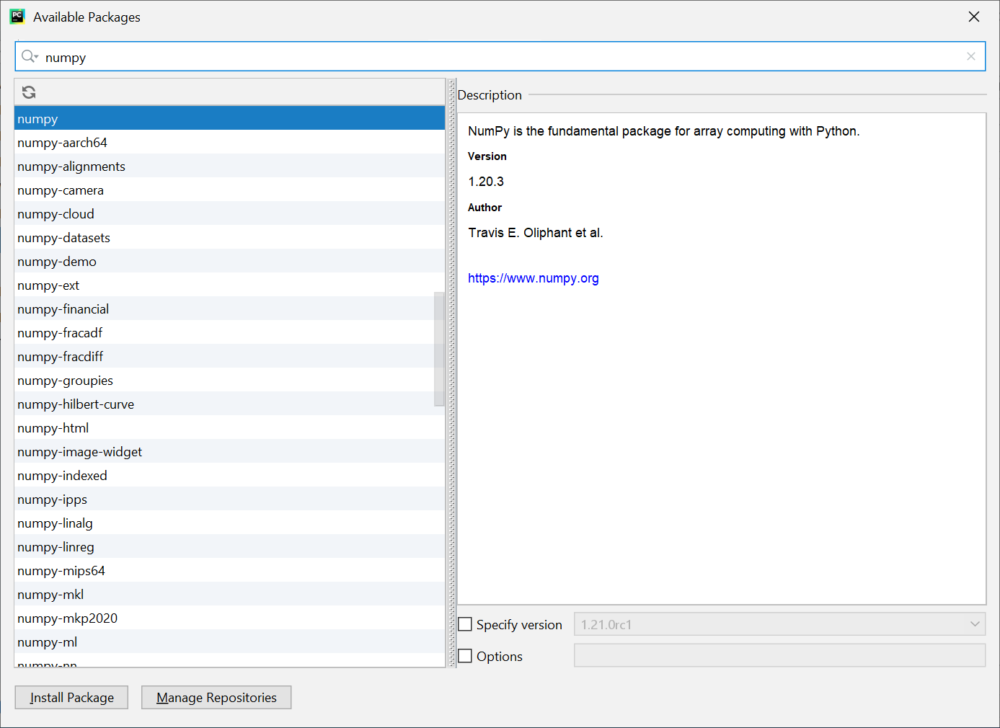 PC
Available Packages
numpy
numpy
numpy-aarch64
numpy-alignments
numpy-camera
numpy-cloud
numpy-datasets
numpy-demo
numpy-ext
numpy-financial
numpy-fracadf
numpy-fracdiff
numpy-groupies
numpy-hilbert-curve
numpy-html
numpy-image-widget
numpy-indexed
numpy-ipps
numpy-linalg
numpy-linreg
numpy-mips64
numpy-mkl
numpy-mkp2020
numpy-ml
numpy-nn
Description
NumPy is the fundamental package for array computing with Python.
Version
1.20.3
Author
Travis E. Oliphant et al.
https://www.numpy.org
Specify version 1.21.0rc1
Options
Install Package Manage Repositories